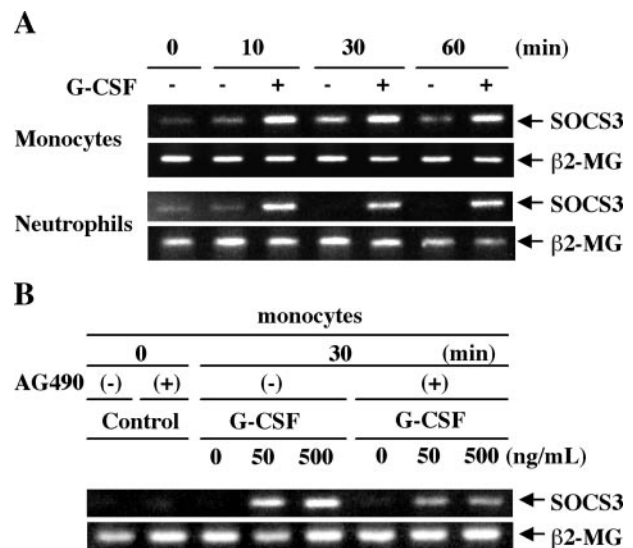 A
0 10 30 60 (min)
G-CSF - - + - + - +
Monocytes
SOCS3
β2-MG
Neutrophils
SOCS3
β2-MG
B
monocytes
0 30 (min)
AG490 (-) (+) (-) (+)
Control G-CSF G-CSF
0 50 500 0 50 500 (ng/mL)
SOCS3
β2-MG